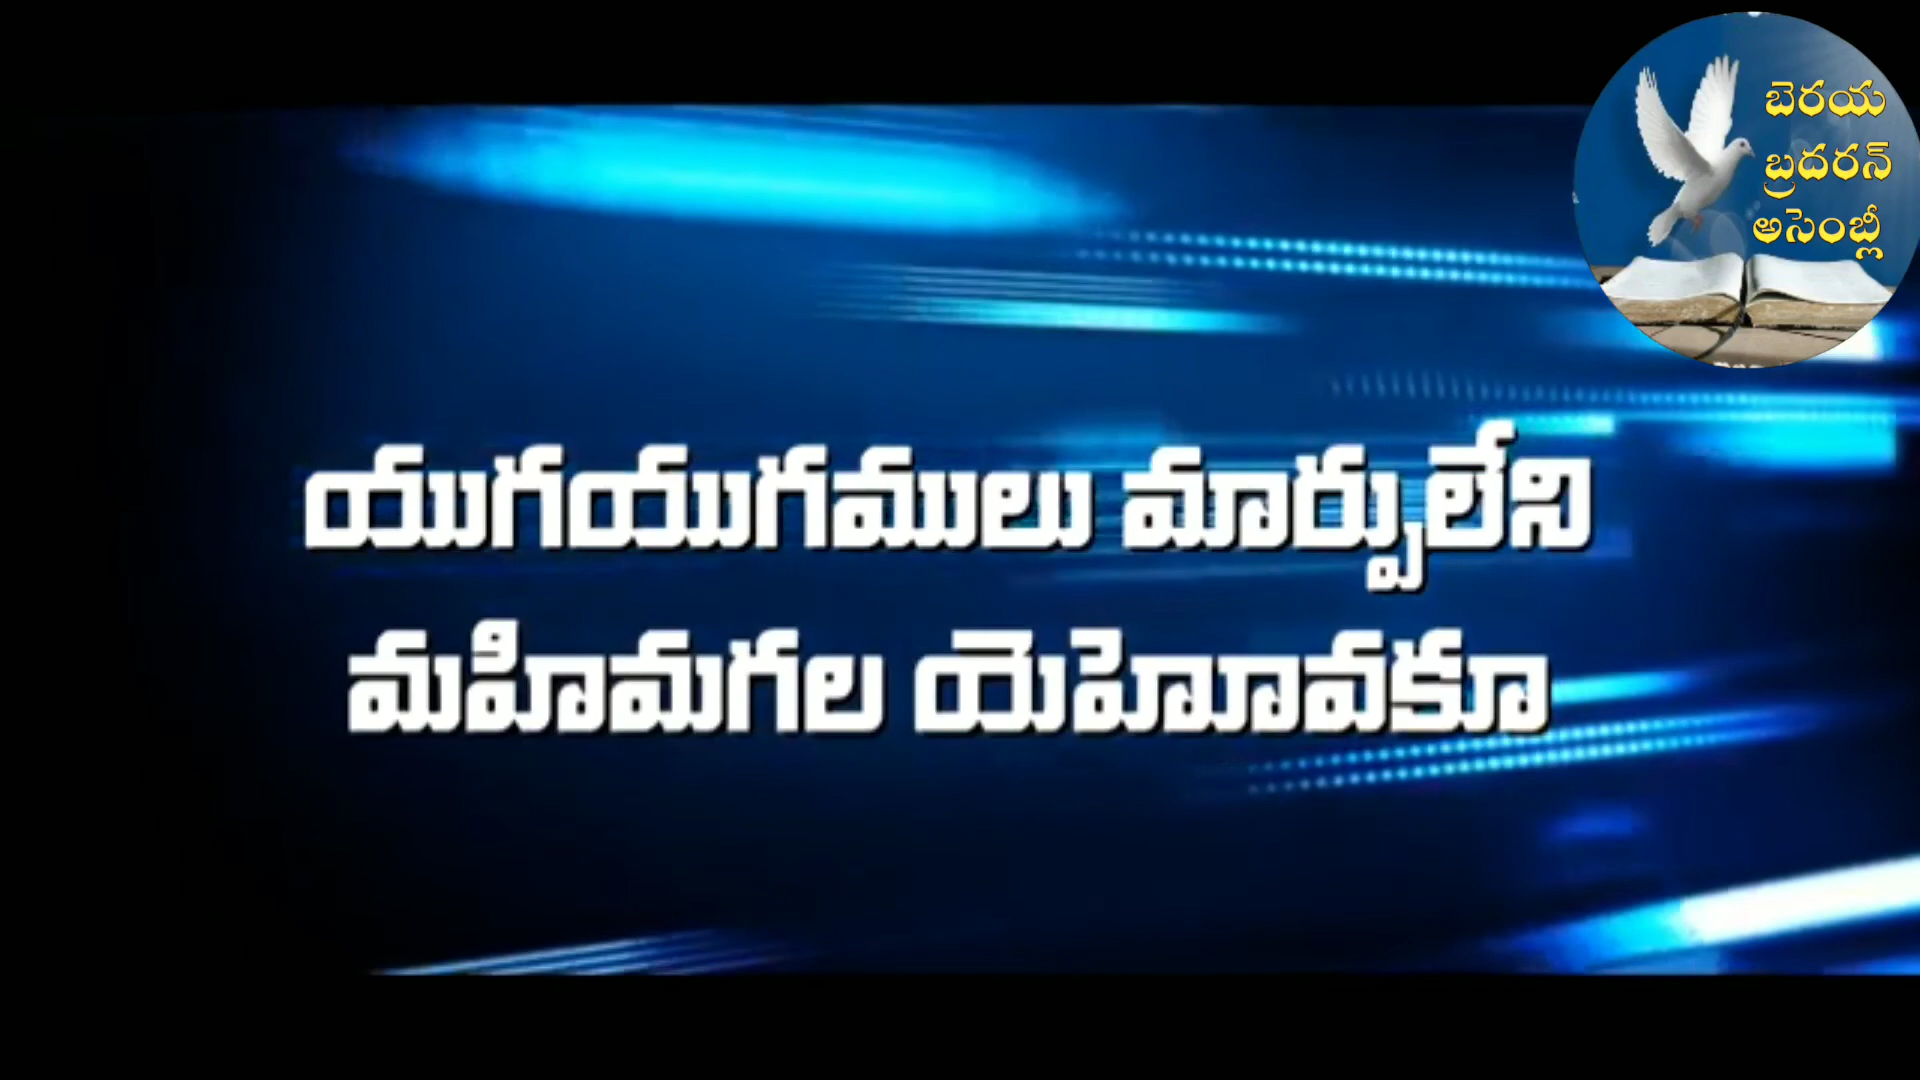 బెరయ
బ్రదరన్
అసెంబ్లీ
యుగయుగములు మార్పులేని
మహిమగల యెహోవకూ